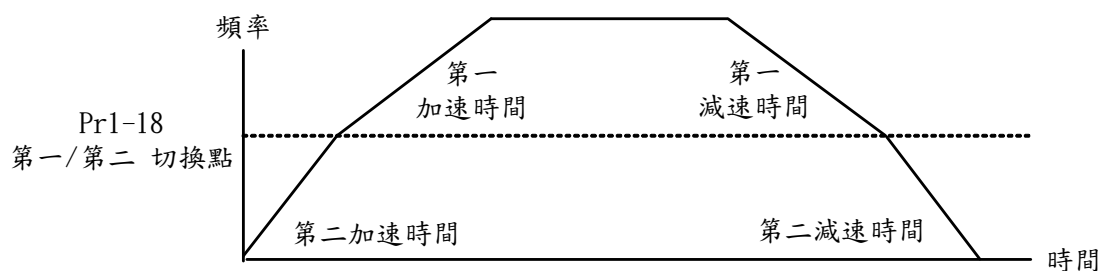 頻率
第一
加速時間
第一
減速時間
Pr1-18
第一/第二 切換點
第二加速時間
第二減速時間
時間